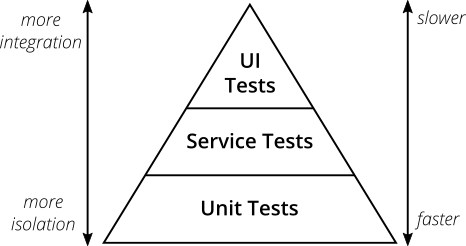 more
integration
slower
UI
Tests
Service Tests
Unit Tests
more
isolation
faster